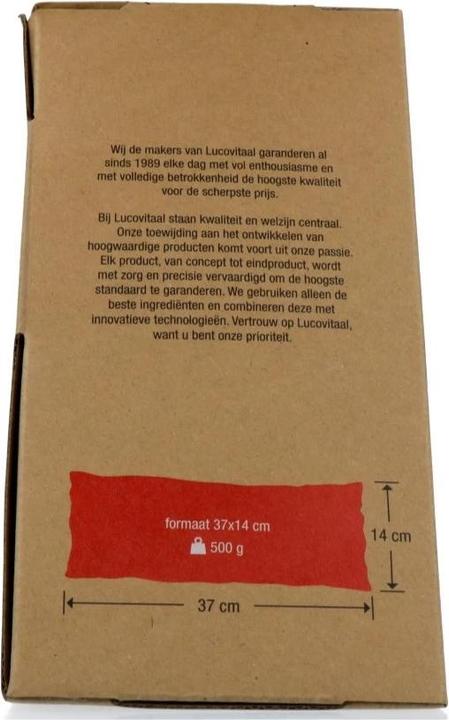 Wij de makers van Lucovitaal garanderen al
sinds 1989 elke dag met vol enthousiasme en
met volledige betrokkenheid de hoogste kwaliteit
voor de scherpste prijs.
Bij Lucovitaal staan kwaliteit en welzijn centraal.
Onze toewijding aan het ontwikkelen van
hoogwaardige producten komt voort uit onze passie.
Elk product, van concept tot eindproduct, wordt
met zorg en precisie vervaardigd om de hoogste
standaard te garanderen. We gebruiken alleen de
beste ingrediënten en combineren deze met
innovatieve technologieën. Vertrouw op Lucovitaal,
want u bent onze prioriteit.
formaat 37x14 cm
500 g
14 cm
37 cm